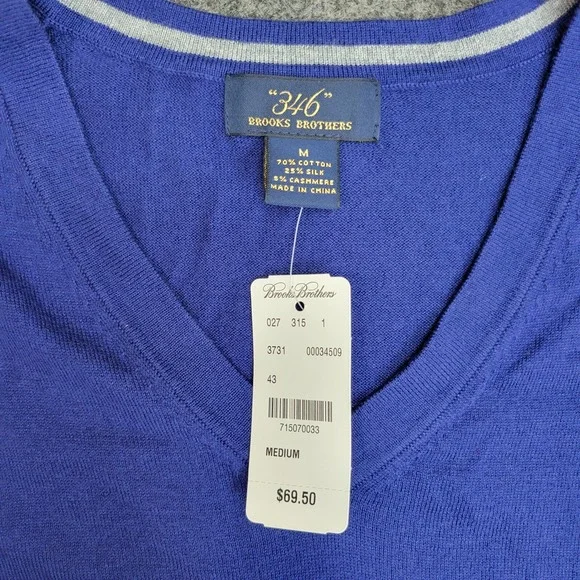 "346"
BROOKS BROTHERS
M
70% COTTON
25% SILK
5% CASHMERE
MADE IN CHINA
Brooks Brothers
027 315 1
3731 00034509
43
715070033
MEDIUM
$69.50